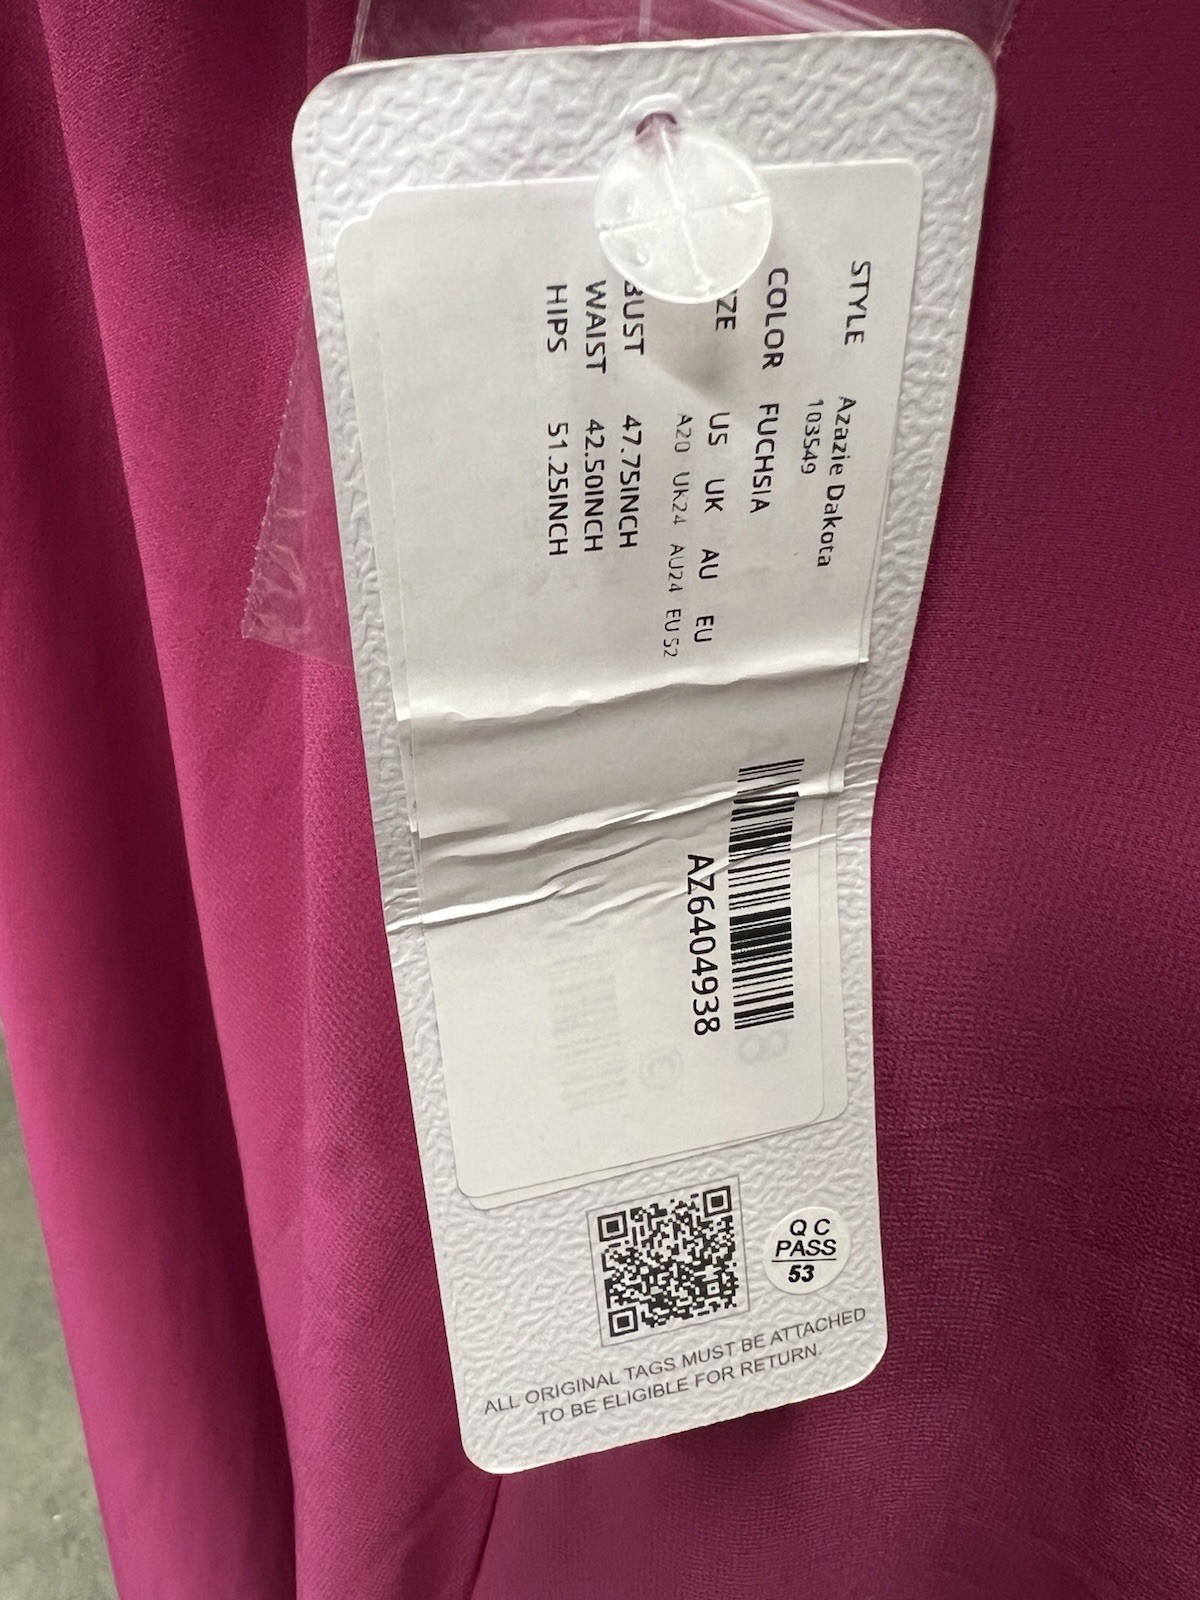 STYLE Azazie Dakota
103549
COLOR FUCHSIA
ZE US UK AU EU
A20 UK24 AU24 EU 52
BUST 47.75INCH
WAIST 42.50INCH
HIPS 51.25INCH
AZ6404938
QC
PASS
53
ALL ORIGINAL TAGS MUST BE ATTACHED
TO BE ELIGIBLE FOR RETURN.